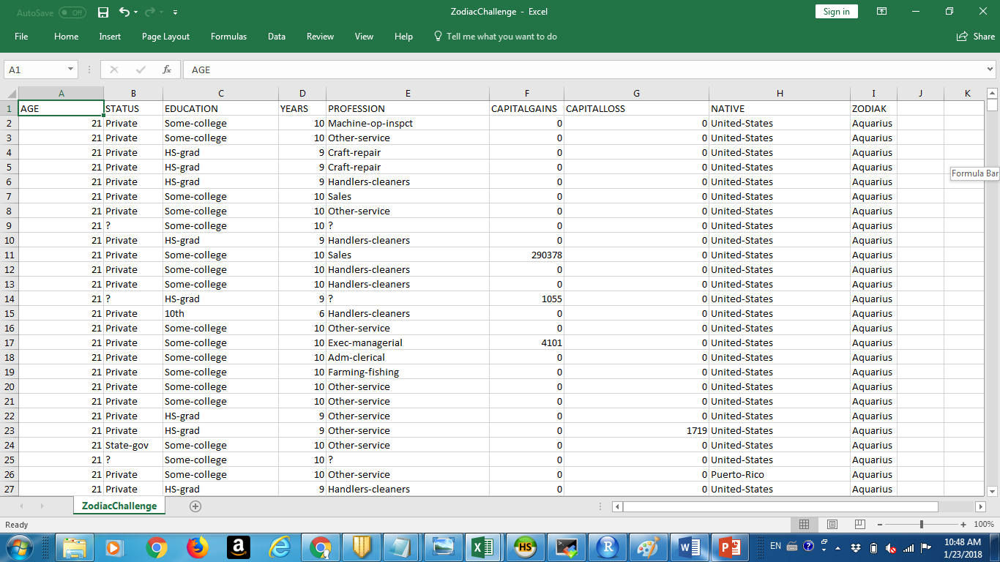 AutoSave Off ZodiacChallenge - Excel Sign in
File Home Insert Page Layout Formulas Data Review View Help Tell me what you want to do Share
A1 fx AGE
A B C D E F G H I J K
1 AGE STATUS EDUCATION YEARS PROFESSION CAPITALGAINS CAPITALLOSS NATIVE ZODIAK
2 21 Private Some-college 10 Machine-op-inspct 0 0 United-States Aquarius
3 21 Private Some-college 10 Other-service 0 0 United-States Aquarius
4 21 Private HS-grad 9 Craft-repair 0 0 United-States Aquarius
5 21 Private HS-grad 9 Craft-repair 0 0 United-States Aquarius
Formula Bar
6 21 Private HS-grad 9 Handlers-cleaners 0 0 United-States Aquarius
7 21 Private Some-college 10 Sales 0 0 United-States Aquarius
8 21 Private Some-college 10 Other-service 0 0 United-States Aquarius
9 21 ? Some-college 10 ? 0 0 United-States Aquarius
10 21 Private HS-grad 9 Handlers-cleaners 0 0 United-States Aquarius
11 21 Private Some-college 10 Sales 290378 0 United-States Aquarius
12 21 Private Some-college 10 Handlers-cleaners 0 0 United-States Aquarius
13 21 Private Some-college 10 Handlers-cleaners 0 0 United-States Aquarius
14 21 ? HS-grad 9 ? 1055 0 United-States Aquarius
15 21 Private 10th 6 Handlers-cleaners 0 0 United-States Aquarius
16 21 Private Some-college 10 Other-service 0 0 United-States Aquarius
17 21 Private Some-college 10 Exec-managerial 4101 0 United-States Aquarius
18 21 Private Some-college 10 Adm-clerical 0 0 United-States Aquarius
19 21 Private Some-college 10 Farming-fishing 0 0 United-States Aquarius
20 21 Private Some-college 10 Other-service 0 0 United-States Aquarius
21 21 Private Some-college 10 Other-service 0 0 United-States Aquarius
22 21 Private HS-grad 9 Other-service 0 0 United-States Aquarius
23 21 Private HS-grad 9 Other-service 0 1719 United-States Aquarius
24 21 State-gov Some-college 10 Other-service 0 0 United-States Aquarius
25 21 ? Some-college 10 ? 0 0 United-States Aquarius
26 21 Private Some-college 10 Other-service 0 0 Puerto-Rico Aquarius
27 21 Private HS-grad 9 Handlers-cleaners 0 0 United-States Aquarius
ZodiacChallenge
Ready 100%
a HS R EN 10:48 AM
1/23/2018